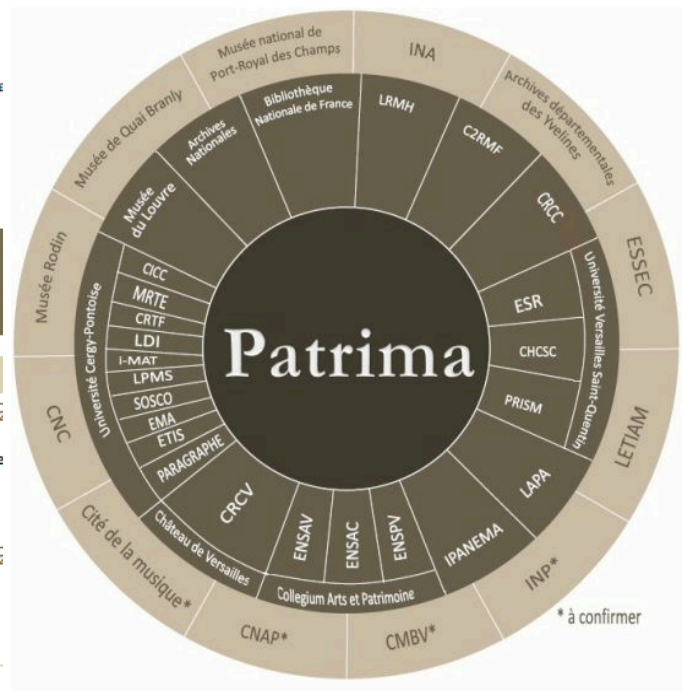 Musée national de
Port-Royal des Champs
INA
Archives départementales
des Yvelines
ESSEC
LETIAM
INP*
CMBV*
CNAP*
Cité de la musique*
CNC
Musée Rodin
Musée de Quai Branly
Archives
Nationales
Bibliothèque
Nationale de France
LRMH
C2RMF
CRCC
Université Versailles Saint-Quentin
ESR
CHCSC
PRISM
LAPA
IPANEMA
Collegium Arts et Patrimoine
ENSPV
ENSAC
ENSAV
Château de Versailles
CRCV
Université Cergy-Pontoise
CICC
MRTE
CRTF
LDI
I-MAT
LPMS
SOSCO
EMA
ETIS
PARAGRAPHE
Musée
du Louvre
Patrima
* à confirmer